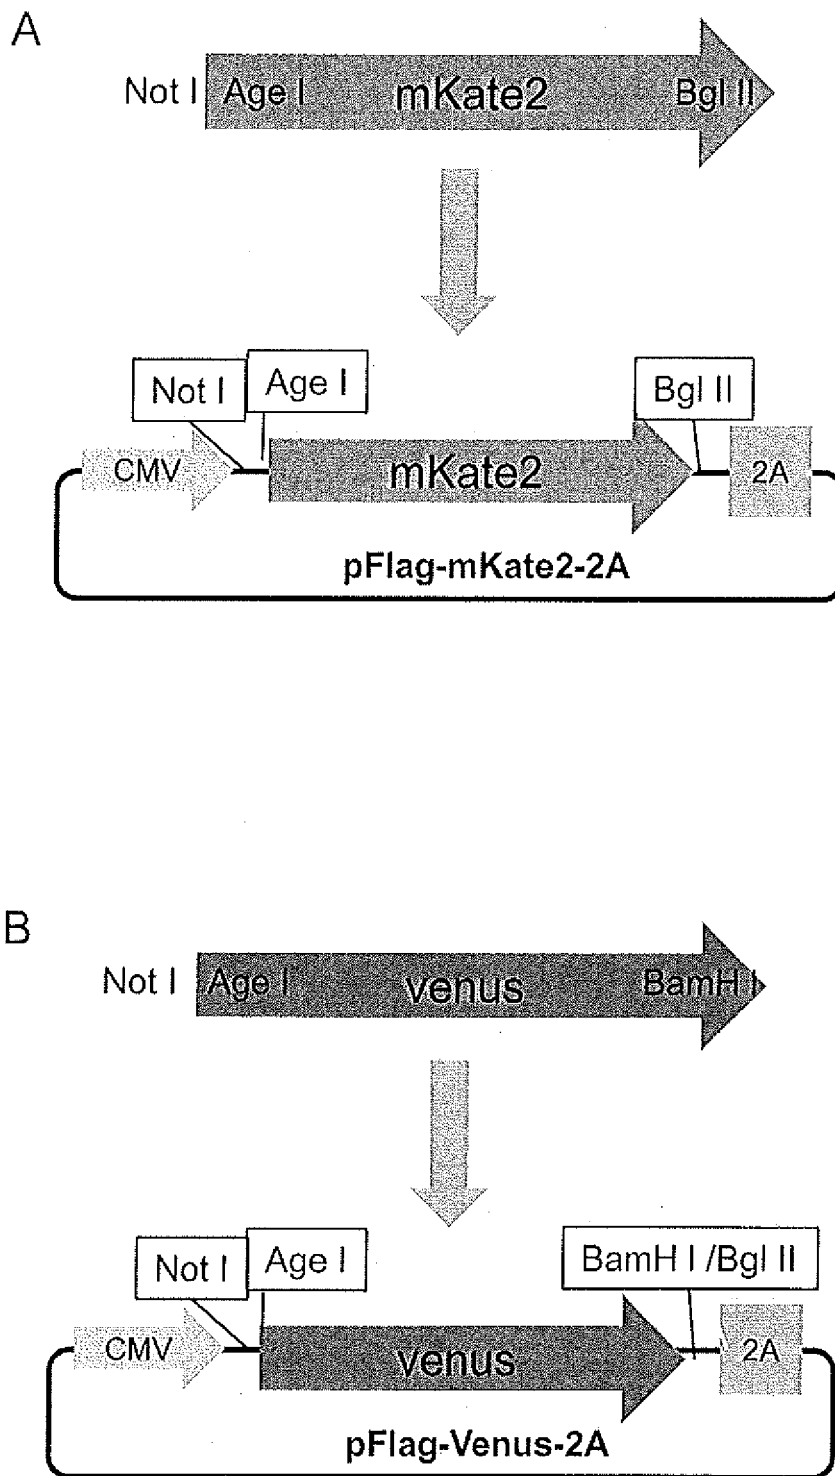 A
Not I Age I mKate2 Bgl II
Not I Age I Bgl II
CMV mKate2 2A
pFlag-mKate2-2A
B
Not I Age I venus BamH I
Not I Age I BamH I /Bgl II
CMV venus 2A
pFlag-Venus-2A